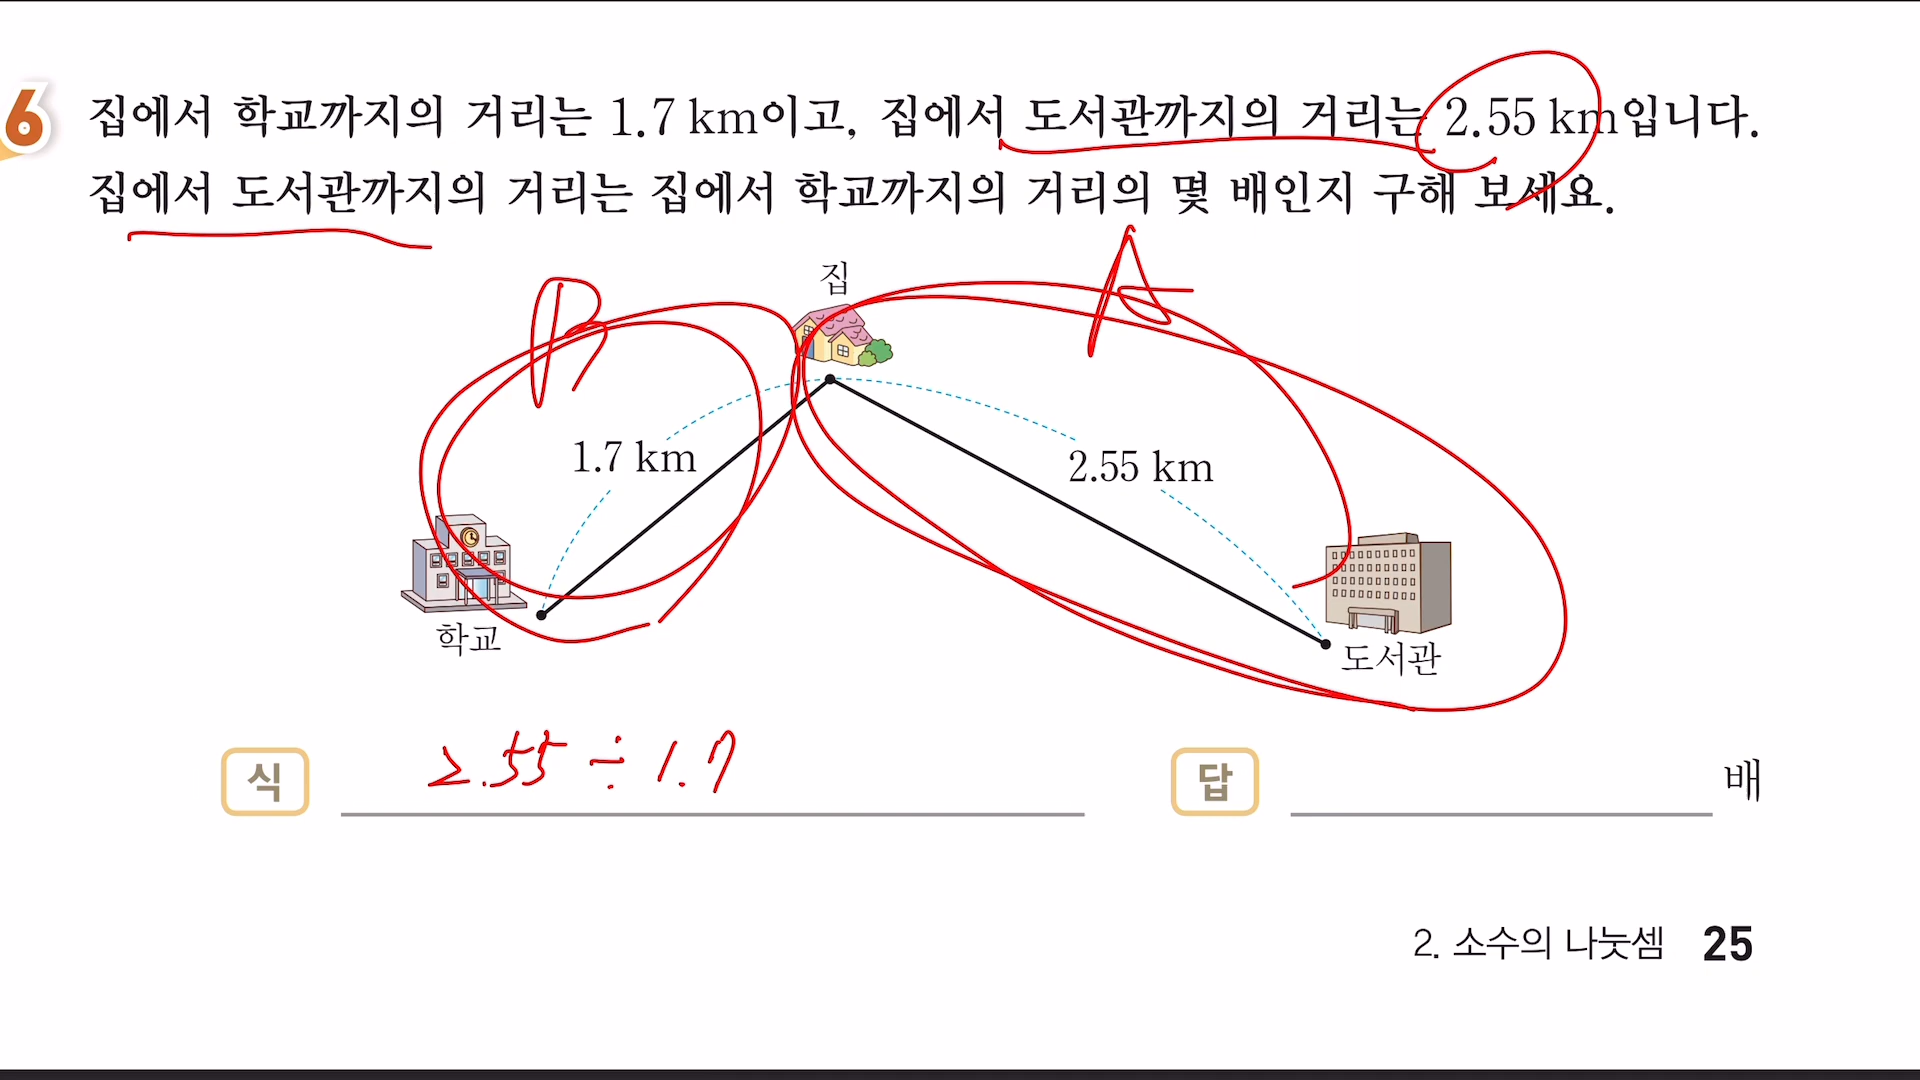 6 집에서 학교까지의 거리는 1.7 km이고, 집에서 도서관까지의 거리는 2.55 km입니다.
집에서 도서관까지의 거리는 집에서 학교까지의 거리의 몇 배인지 구해 보세요.
집
B
A
1.7 km
2.55 km
학교
도서관
식 2.55 ÷ 1.7 답 배
2. 소수의 나눗셈 25